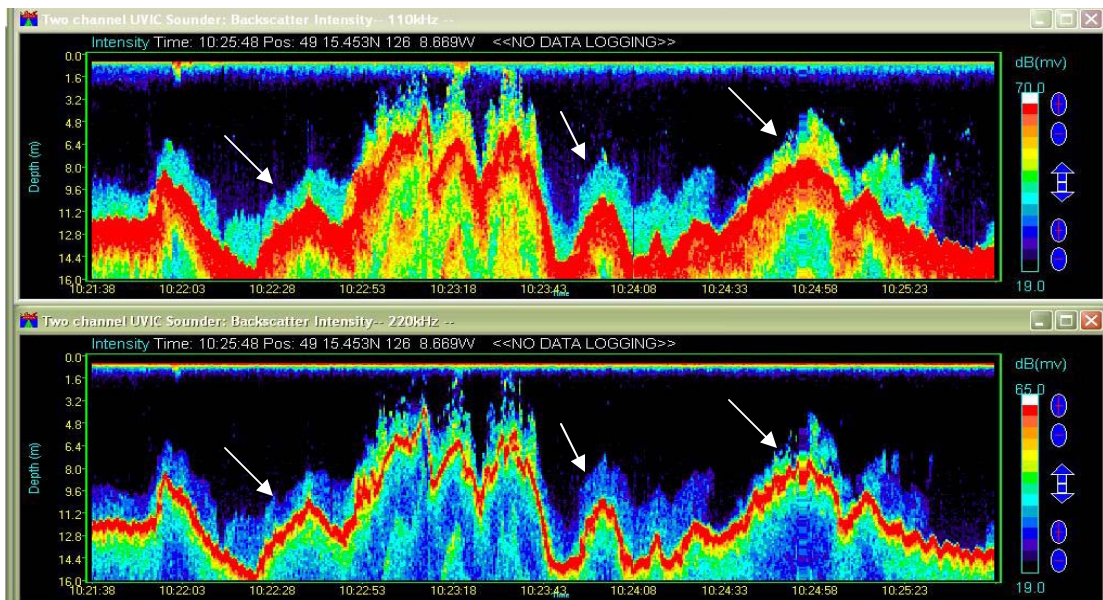 Two channel UVIC Sounder: Backscatter Intensity-- 110kHz --
Intensity Time: 10:25:48 Pos: 49 15.453N 126 8.669W <<NO DATA LOGGING>>
dB(mv)
70.0
19.0
Depth (m)
0.0
1.6
3.2
4.8
6.4
8.0
9.6
11.2
12.8
14.4
16.0
10:21:38 10:22:03 10:22:28 10:22:53 10:23:18 10:23:43 10:24:08 10:24:33 10:24:58 10:25:23
Time
Two channel UVIC Sounder: Backscatter Intensity-- 220kHz --
Intensity Time: 10:25:48 Pos: 49 15.453N 126 8.669W <<NO DATA LOGGING>>
dB(mv)
65.0
19.0
Depth (m)
0.0
1.6
3.2
4.8
6.4
8.0
9.6
11.2
12.8
14.4
16.0
10:21:38 10:22:03 10:22:28 10:22:53 10:23:18 10:23:43 10:24:08 10:24:33 10:24:58 10:25:23
Time